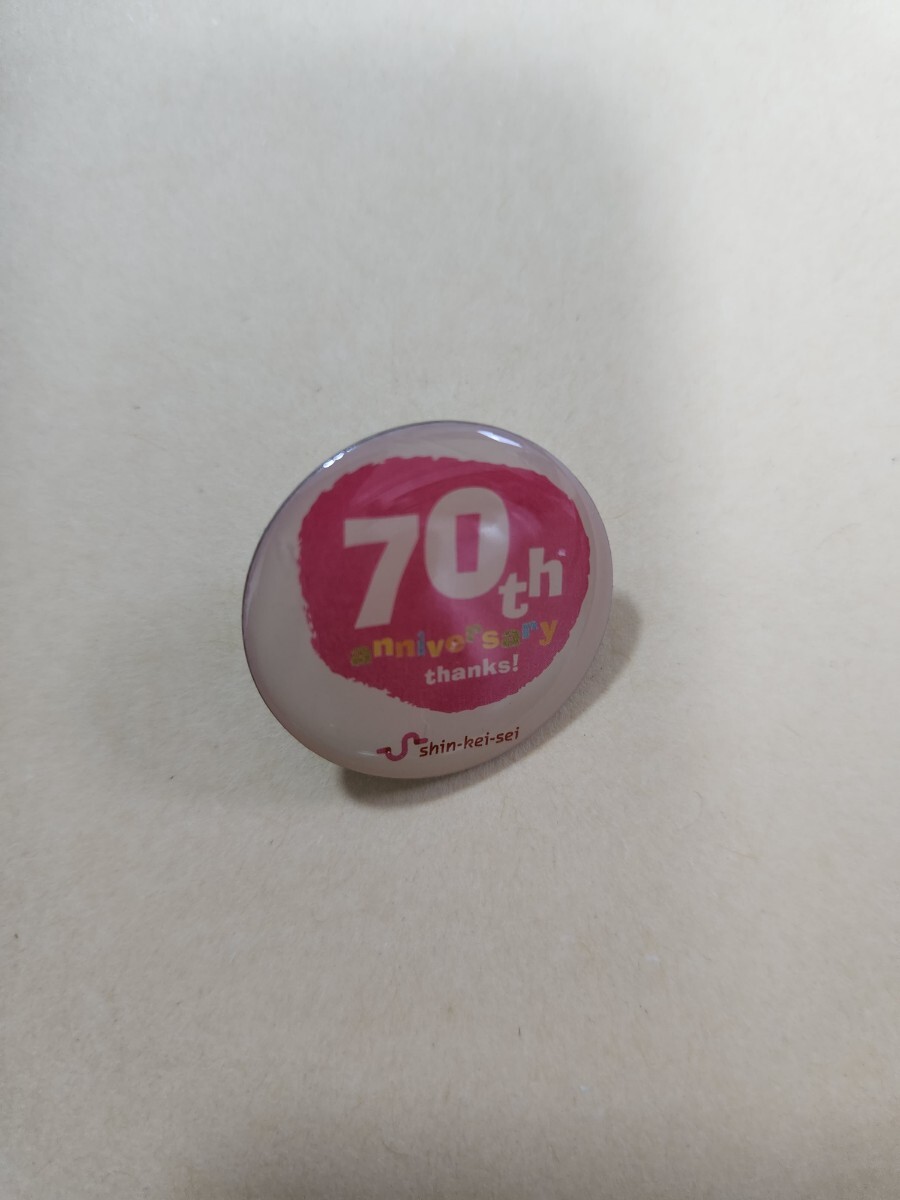 70th
anniversary
thanks!
shin-kei-sei